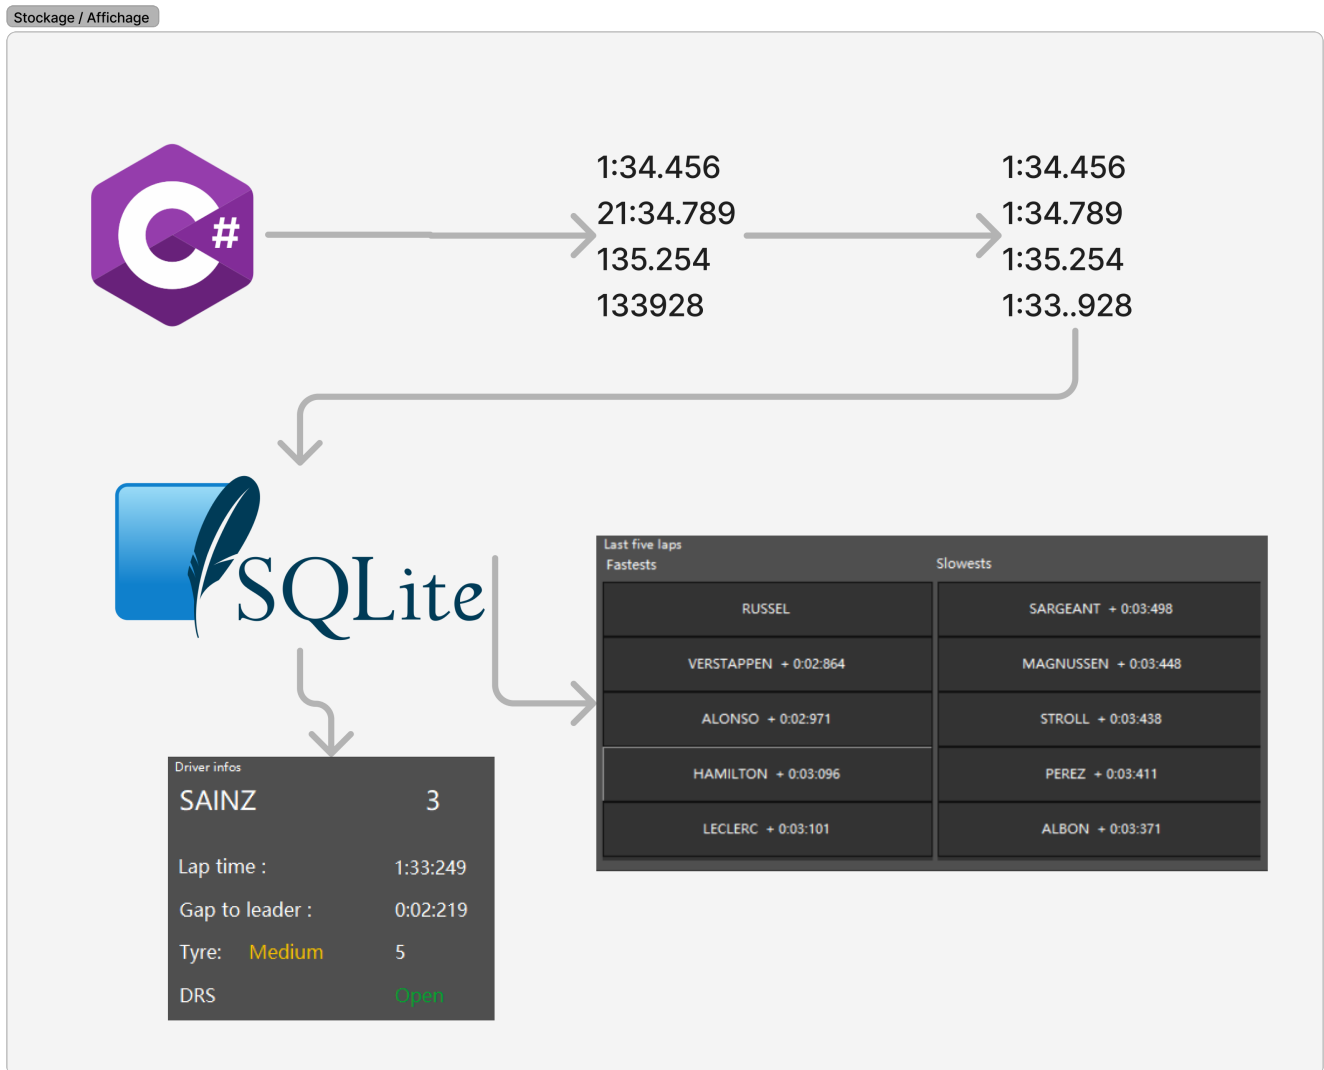 Stockage / Affichage
C#
1:34.456
21:34.789
135.254
133928
1:34.456
1:34.789
1:35.254
1:33..928
SQLite
Last five laps
Fastests
Slowests
RUSSEL
SARGEANT + 0:03:498
VERSTAPPEN + 0:02:864
MAGNUSSEN + 0:03:448
ALONSO + 0:02:971
STROLL + 0:03:438
HAMILTON + 0:03:096
PEREZ + 0:03:411
LECLERC + 0:03:101
ALBON + 0:03:371
Driver infos
SAINZ 3
Lap time : 1:33:249
Gap to leader : 0:02:219
Tyre: Medium 5
DRS Open